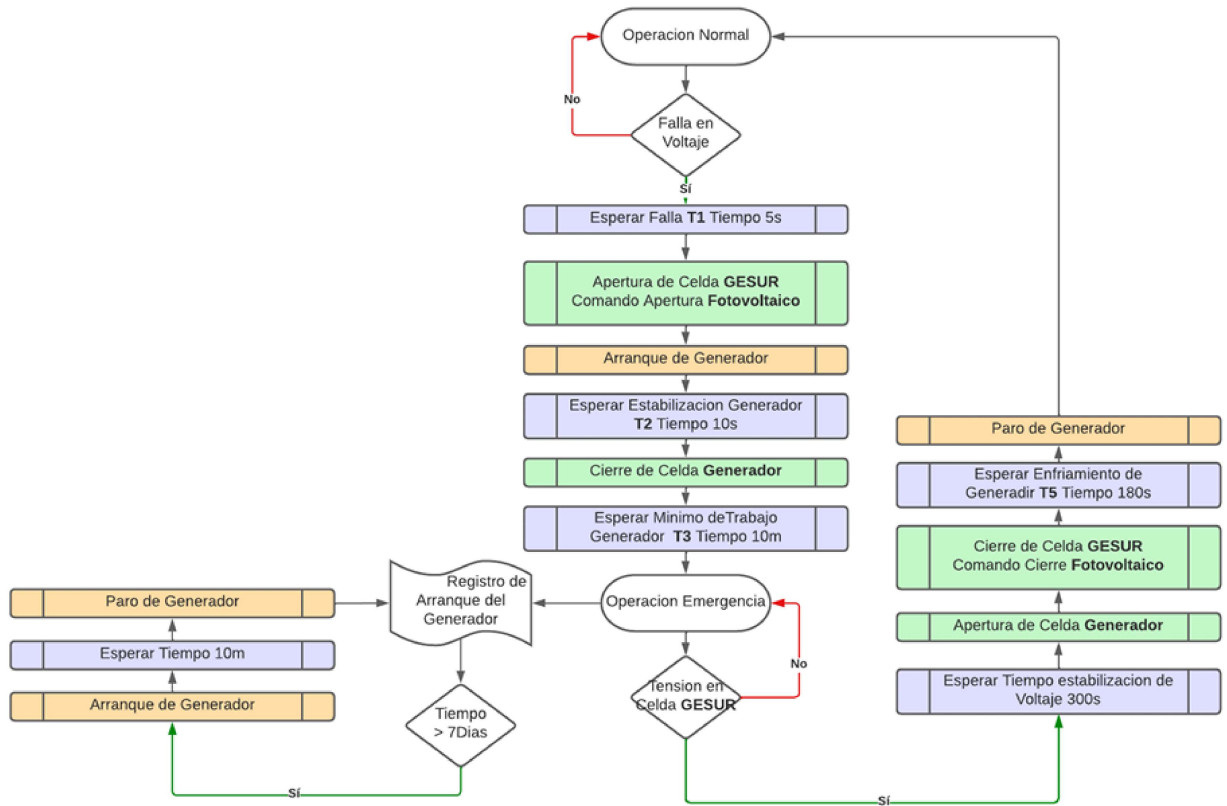 Operacion Normal
No
Falla en
Voltaje
Sí
Esperar Falla T1 Tiempo 5s
Apertura de Celda GESUR
Comando Apertura Fotovoltaico
Arranque de Generador
Esperar Estabilizacion Generador
T2 Tiempo 10s
Cierre de Celda Generador
Esperar Minimo deTrabajo
Generador T3 Tiempo 10m
Operacion Emergencia
No
Tension en
Celda GESUR
Sí
Registro de
Arranque del
Generador
Tiempo
> 7Dias
Sí
Arranque de Generador
Esperar Tiempo 10m
Paro de Generador
Esperar Tiempo estabilizacion de
Voltaje 300s
Apertura de Celda Generador
Cierre de Celda GESUR
Comando Cierre Fotovoltaico
Esperar Enfriamiento de
Generadir T5 Tiempo 180s
Paro de Generador